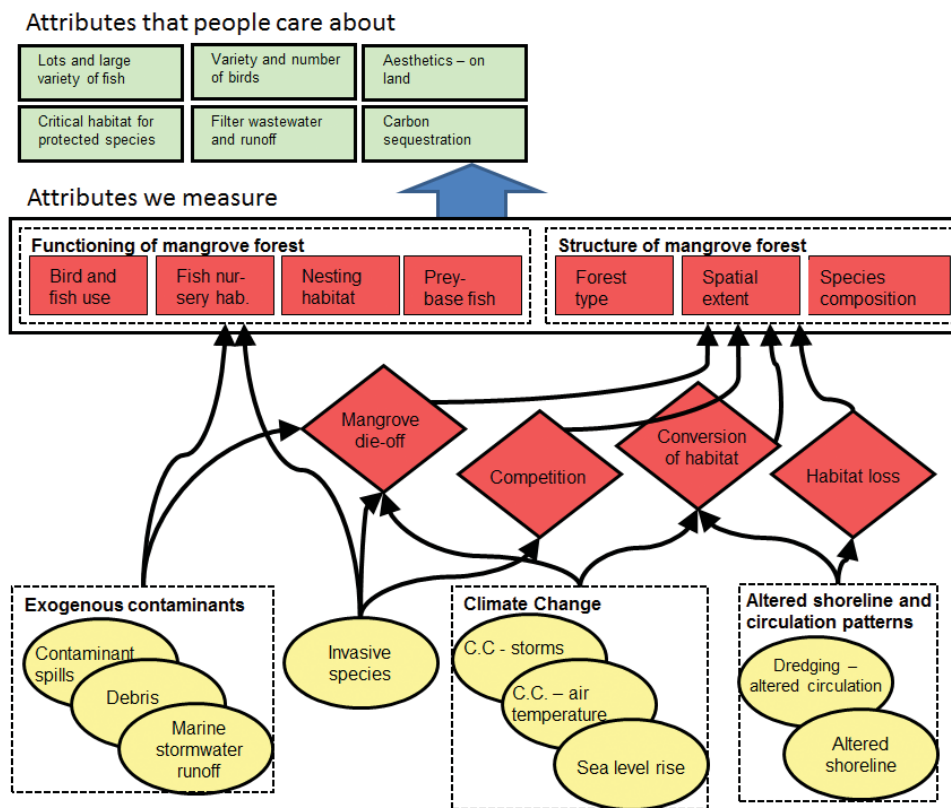 Attributes that people care about
Lots and large
variety of fish
Variety and number
of birds
Aesthetics – on
land
Critical habitat for
protected species
Filter wastewater
and runoff
Carbon
sequestration
Attributes we measure
Functioning of mangrove forest
Bird and
fish use
Fish nur-
sery hab.
Nesting
habitat
Prey-
base fish
Structure of mangrove forest
Forest
type
Spatial
extent
Species
composition
Mangrove
die-off
Competition
Conversion
of habitat
Habitat loss
Exogenous contaminants
Contaminant
spills
Debris
Marine
stormwater
runoff
Invasive
species
Climate Change
C.C - storms
C.C. – air
temperature
Sea level rise
Altered shoreline and
circulation patterns
Dredging –
altered circulation
Altered
shoreline